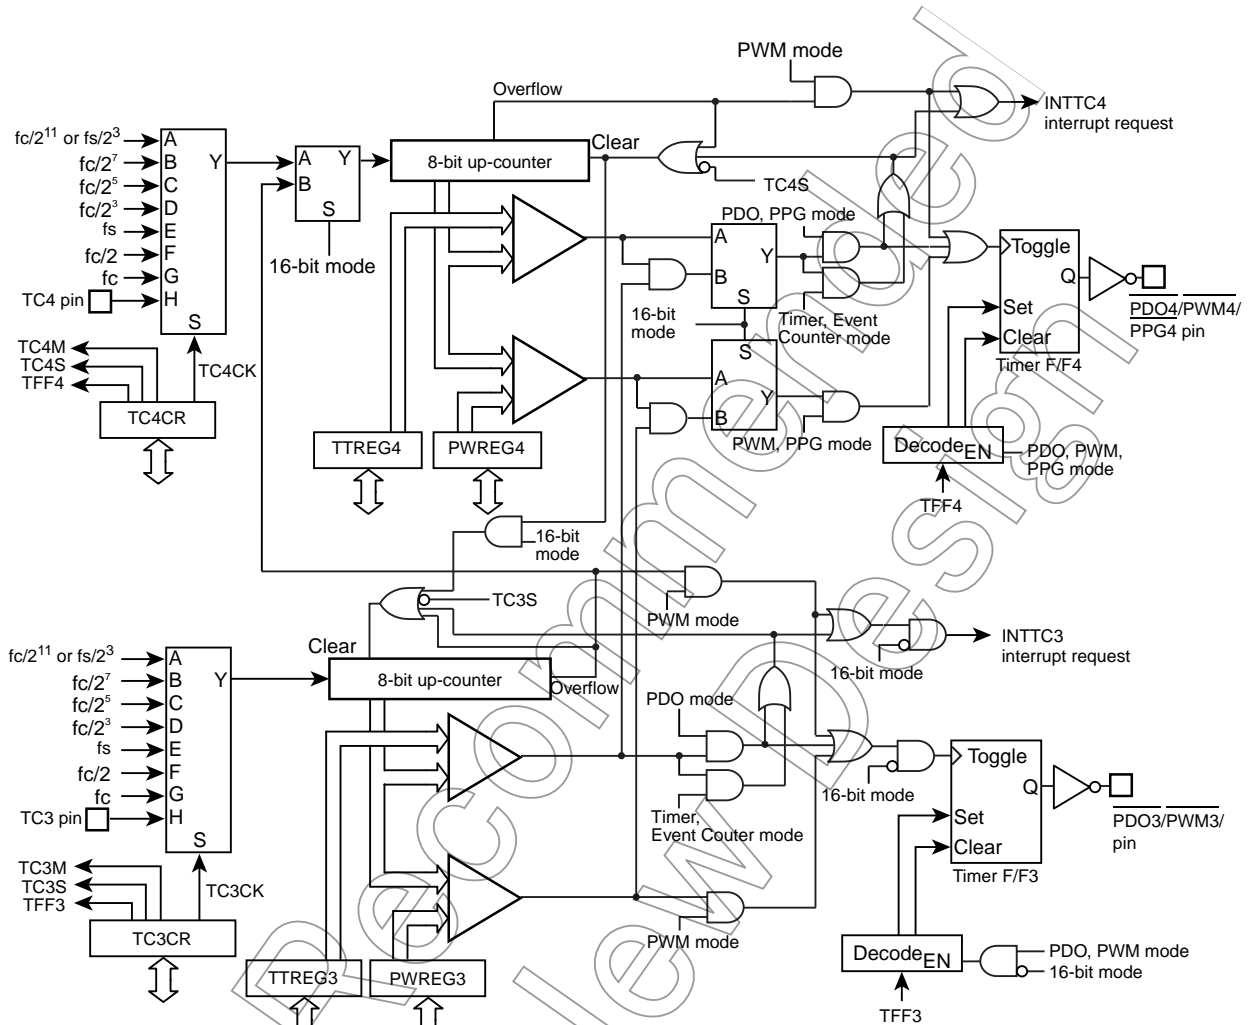 PWM mode
Overflow
INTTC4
interrupt request
fc/2^11 or fs/2^3
fc/2^7
fc/2^5
fc/2^3
fs
fc/2
fc
TC4 pin
A
B
C
D
E
F
G
H
Y
S
A
B
Y
S
16-bit mode
8-bit up-counter
Clear
TC4S
PDO, PPG mode
A
B
Y
S
16-bit
mode
Timer, Event
Counter mode
S
A
B
Y
PWM, PPG mode
Toggle
Q
Set
Clear
Timer F/F4
PDO4/PWM4/
PPG4 pin
TC4M
TC4S
TFF4
TC4CK
TC4CR
TTREG4
PWREG4
Decode
EN
PDO, PWM,
PPG mode
TFF4
16-bit
mode
TC3S
PWM mode
INTTC3
interrupt request
16-bit mode
fc/2^11 or fs/2^3
fc/2^7
fc/2^5
fc/2^3
fs
fc/2
fc
TC3 pin
A
B
C
D
E
F
G
H
Y
S
Clear
8-bit up-counter
Overflow
PDO mode
Timer,
Event Couter mode
16-bit mode
Toggle
Q
Set
Clear
Timer F/F3
PDO3/PWM3/
pin
TC3M
TC3S
TFF3
TC3CK
TC3CR
TTREG3
PWREG3
PWM mode
Decode
EN
PDO, PWM mode
16-bit mode
TFF3
Recommended
New Design